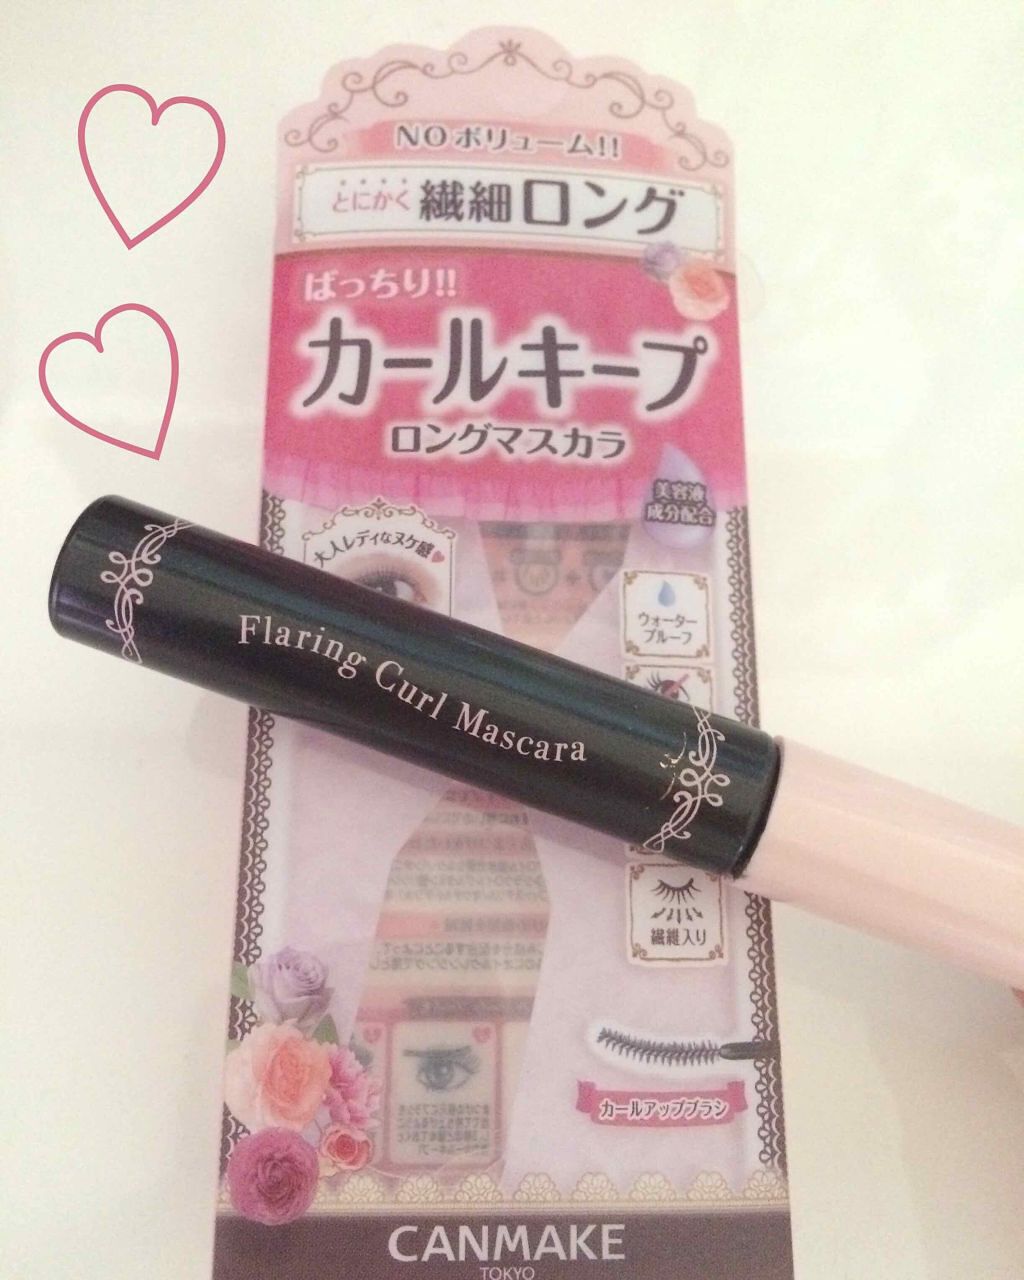 NOボリューム!!
とにかく繊細ロング
ぱっちり!!
カールキープ
ロングマスカラ
美容液
成分配合
大人レディなヌケ感♥
ウォーター
プルーフ
Flaring Curl Mascara
繊維入り
カールアップブラシ
CANMAKE
TOKYO